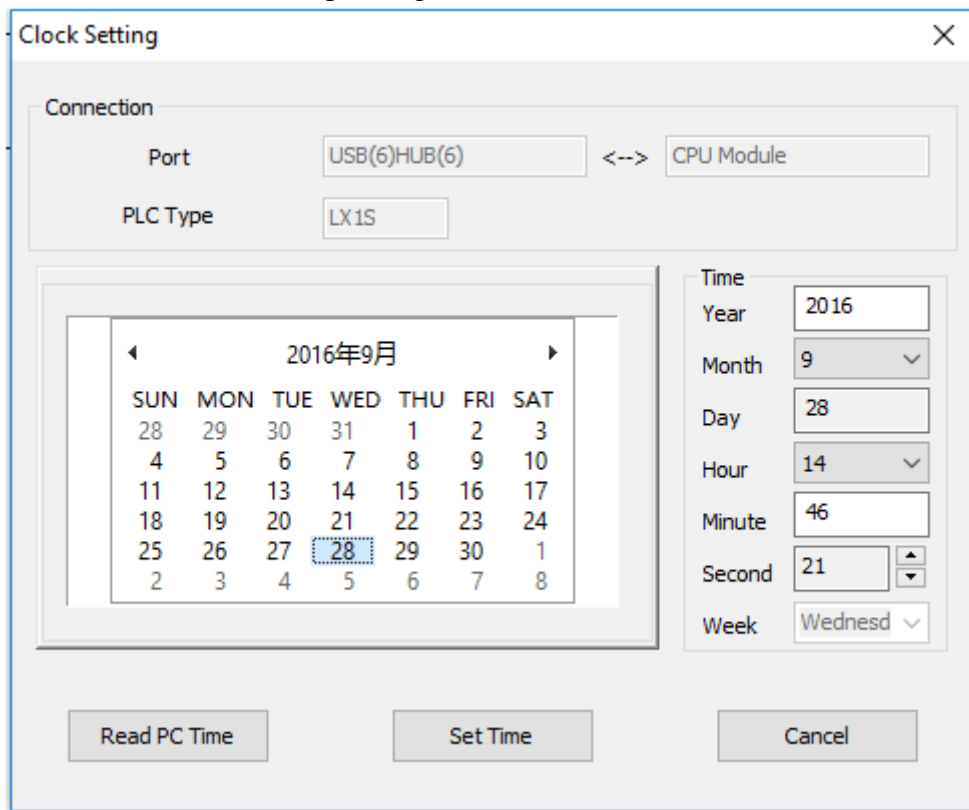 Clock Setting
Connection
Port USB(6)HUB(6) <--> CPU Module
PLC Type LX1S
2016年9月
SUN MON TUE WED THU FRI SAT
28 29 30 31 1 2 3
4 5 6 7 8 9 10
11 12 13 14 15 16 17
18 19 20 21 22 23 24
25 26 27 28 29 30 1
2 3 4 5 6 7 8
Time
Year 2016
Month 9
Day 28
Hour 14
Minute 46
Second 21
Week Wednesd
Read PC Time Set Time Cancel